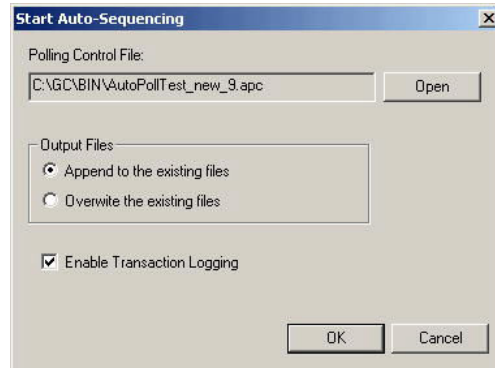 Start Auto-Sequencing
Polling Control File:
C:\GC\BIN\AutoPollTest_new_9.apc
Open
Output Files
Append to the existing files
Overwite the existing files
Enable Transaction Logging
OK
Cancel